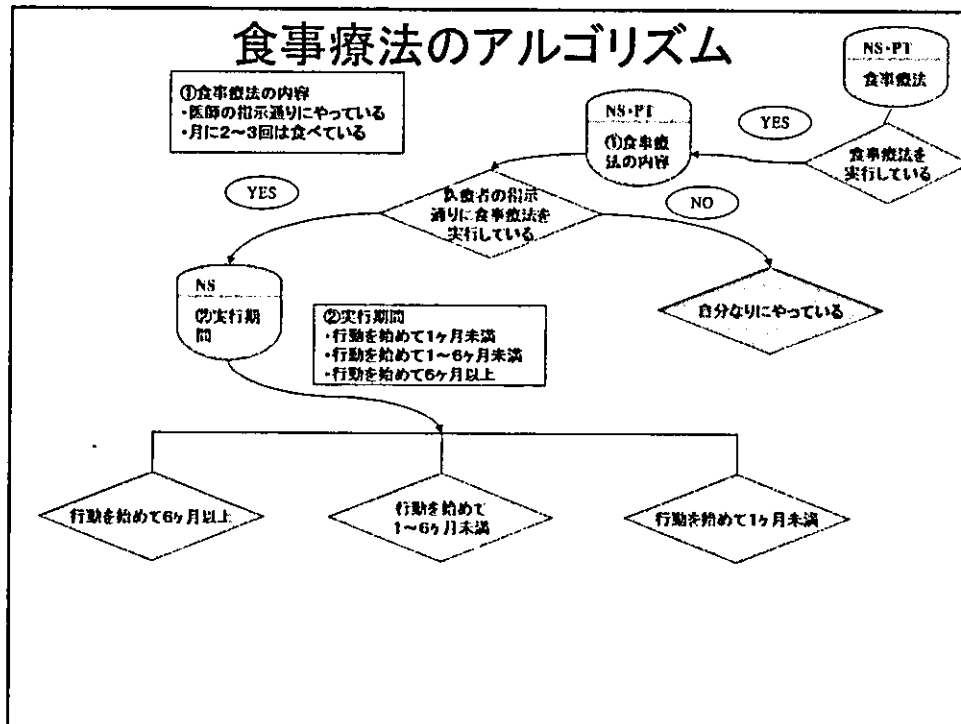 食事療法のアルゴリズム
NS・PT
食事療法
①食事療法の内容
・医師の指示通りにやっている
・月に2〜3回は食べている
NS・PT
①食事療
法の内容
YES
食事療法を
実行している
YES
医療者の指示
通りに食事療法を
実行している
NO
NS
②実行期
間
②実行期間
・行動を始めて1ヶ月未満
・行動を始めて1〜6ヶ月未満
・行動を始めて6ヶ月以上
自分なりにやっている
行動を始めて6ヶ月以上
行動を始めて
1〜6ヶ月未満
行動を始めて1ヶ月未満